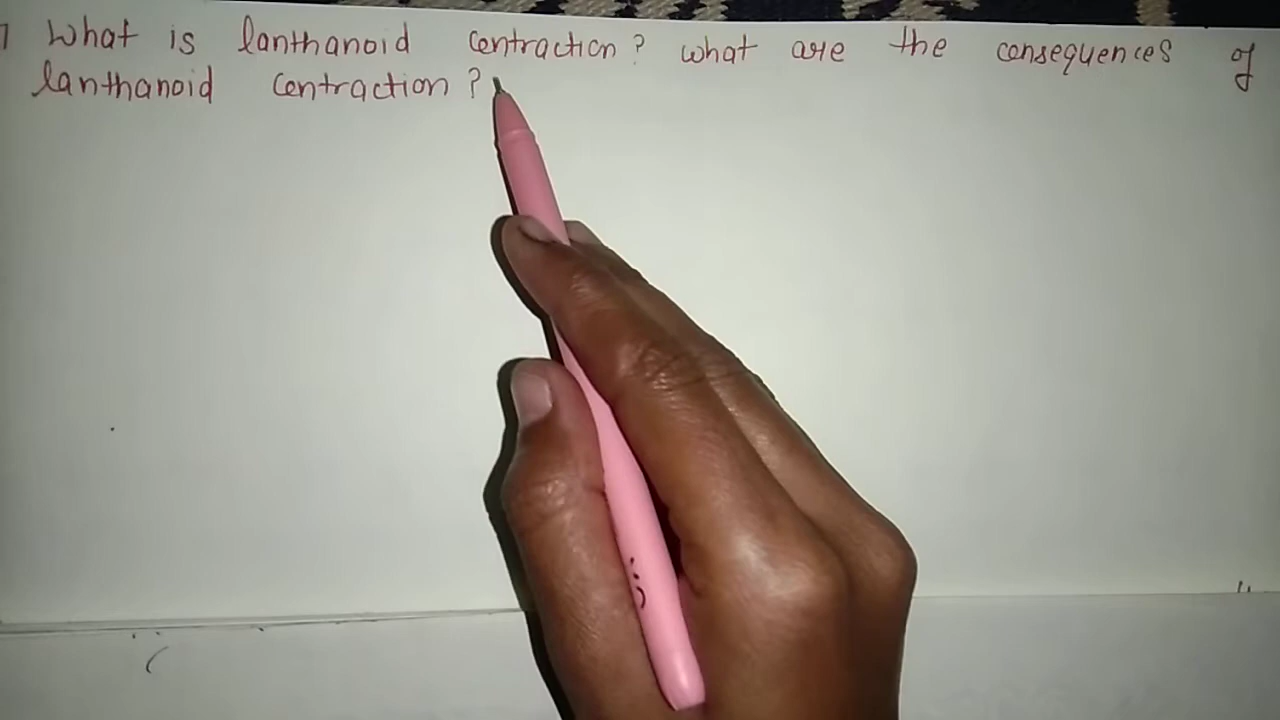 What is lanthanoid contraction? what are the consequences of
lanthanoid contraction?